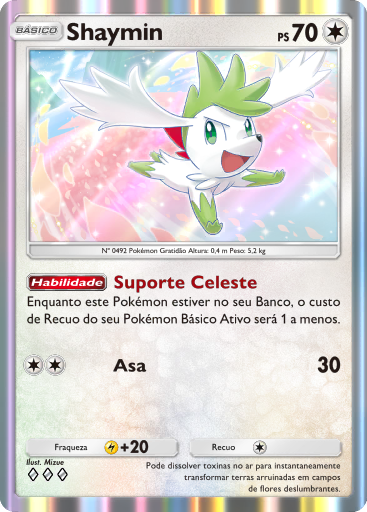 BÁSICO Shaymin PS 70
Nº 0492 Pokémon Gratidão Altura: 0,4 m Peso: 5,2 kg
Habilidade Suporte Celeste
Enquanto este Pokémon estiver no seu Banco, o custo
de Recuo do seu Pokémon Básico Ativo será 1 a menos.
Asa 30
Fraqueza +20 Recuo
Ilust. Mizue
Pode dissolver toxinas no ar para instantaneamente
transformar terras arruinadas em campos
de flores deslumbrantes.